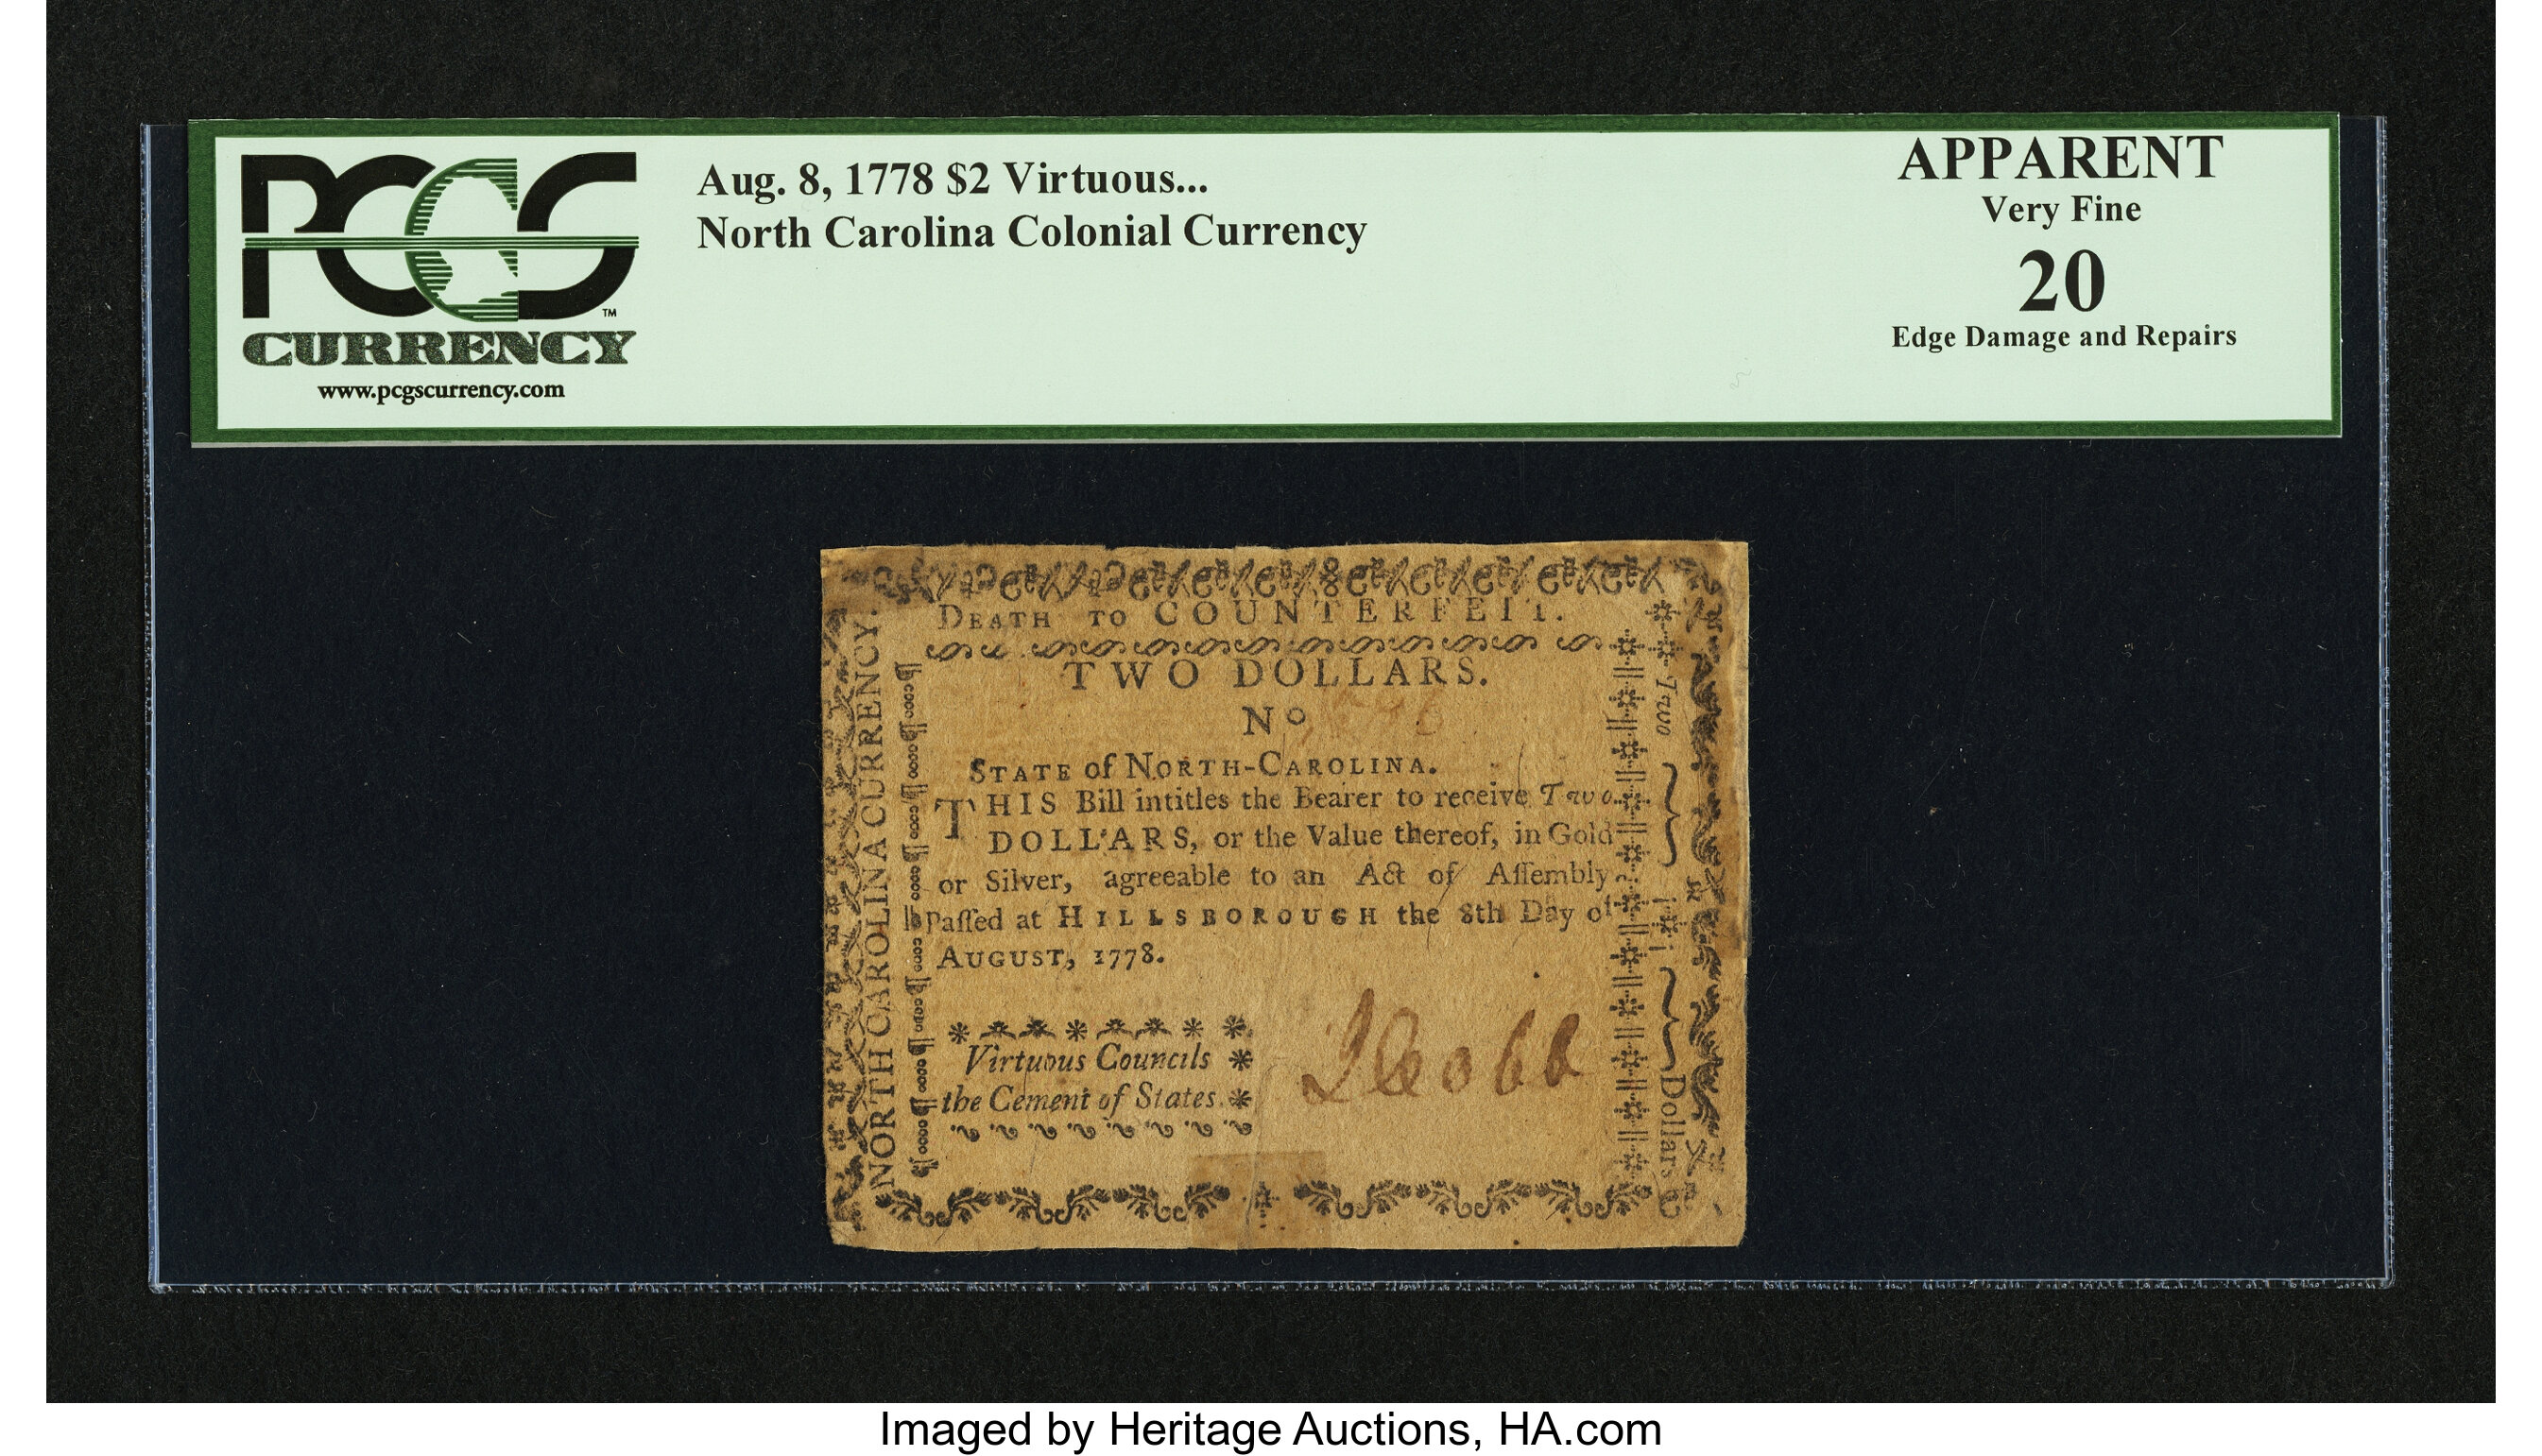 PCGS
TM
CURRENCY
www.pcgscurrency.com
Aug. 8, 1778 $2 Virtuous...
North Carolina Colonial Currency
APPARENT
Very Fine
20
Edge Damage and Repairs
DEATH TO COUNTERFEIT.
TWO DOLLARS.
No
STATE of NORTH-CAROLINA.
THIS Bill intitles the Bearer to receive Two
DOLLARS, or the Value thereof, in Gold
or Silver, agreeable to an Act of Aſſembly
paſſed at HILLSBOROUGH the 8th Day of
AUGUST, 1778.
Virtuous Councils
the Cement of States.
NORTH CAROLINA CURRENCY.
Two
Dollars
Imaged by Heritage Auctions, HA.com